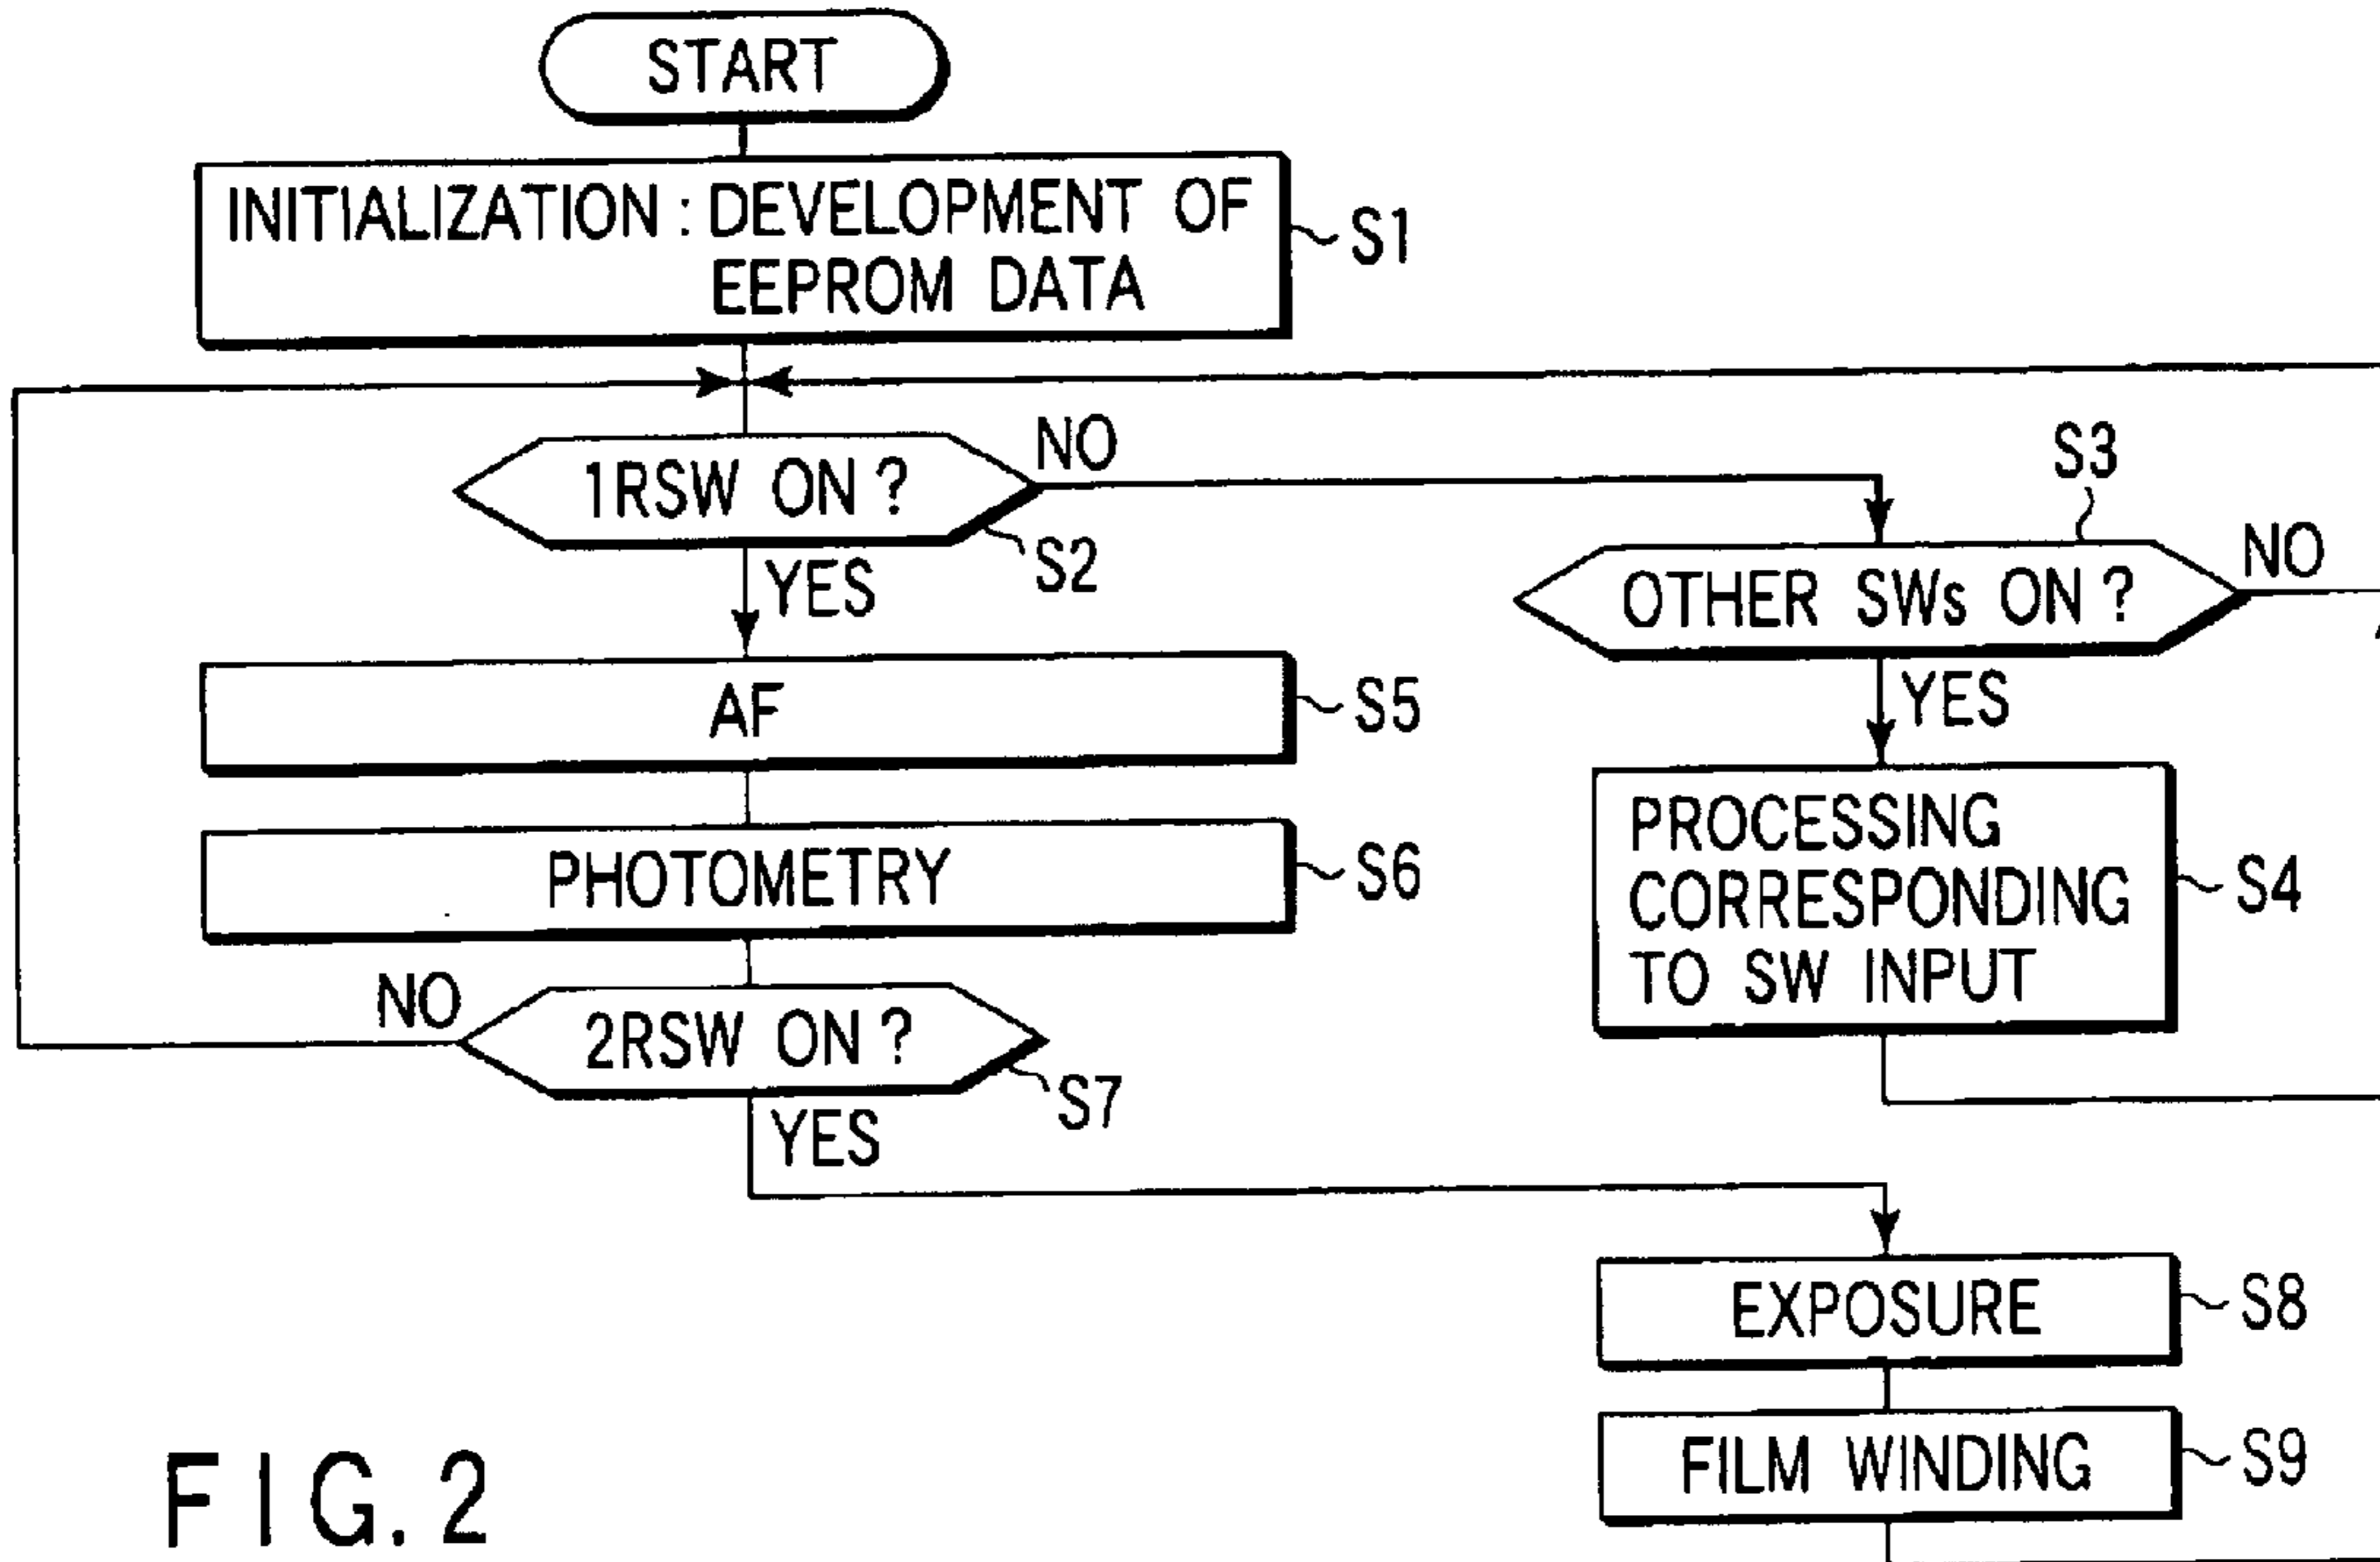 START
INITIALIZATION : DEVELOPMENT OF
EEPROM DATA
S1
1RSW ON ?
NO
S2
YES
S3
OTHER SWs ON ?
NO
YES
AF
S5
PROCESSING
CORRESPONDING
TO SW INPUT
S4
PHOTOMETRY
S6
NO
2RSW ON ?
S7
YES
EXPOSURE
S8
FILM WINDING
S9
FIG. 2